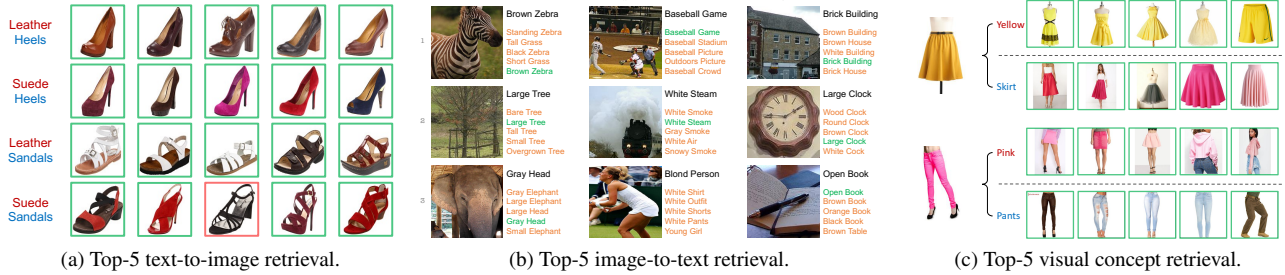 Leather
Heels
Suede
Heels
Leather
Sandals
Suede
Sandals
(a) Top-5 text-to-image retrieval.
1
Brown Zebra
Standing Zebra
Tall Grass
Black Zebra
Short Grass
Brown Zebra
Baseball Game
Baseball Game
Baseball Stadium
Baseball Picture
Outdoors Picture
Baseball Crowd
Brick Building
Brown Building
Brown House
White Building
Brick Building
Brick House
2
Large Tree
Bare Tree
Large Tree
Tall Tree
Small Tree
Overgrown Tree
White Steam
White Smoke
White Steam
Gray Smoke
White Air
Snowy Smoke
Large Clock
Wood Clock
Round Clock
Brown Clock
Large Clock
White Cock
3
Gray Head
Gray Elephant
Large Elephant
Large Head
Gray Head
Small Elephant
Blond Person
White Shirt
White Outfit
White Shorts
White Pants
Young Girl
Open Book
Open Book
Brown Book
Orange Book
Black Book
Brown Table
(b) Top-5 image-to-text retrieval.
Yellow
Skirt
Pink
Pants
(c) Top-5 visual concept retrieval.